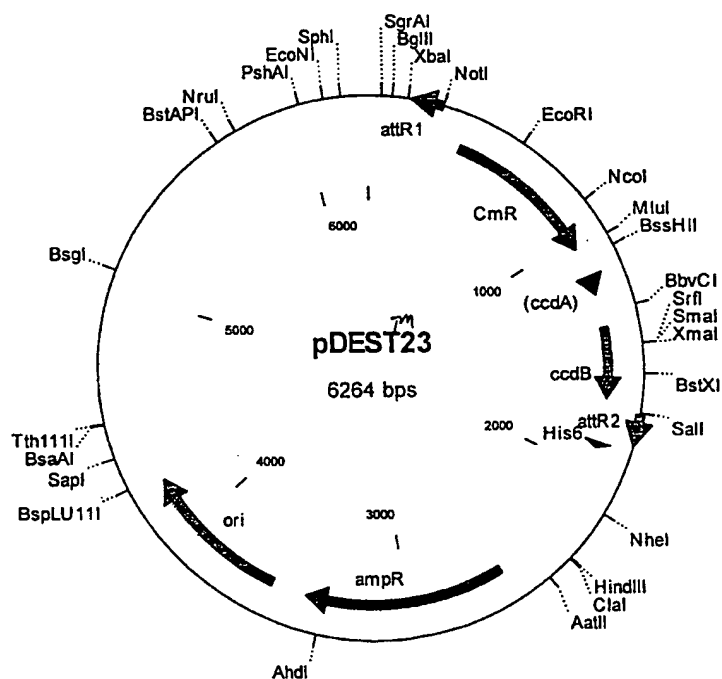 SgrAI
BglII
XbaI
SphI
EcoNI
PshAI
NotI
NruI
BstAPI
attR1
EcoRI
NcoI
CmR
MluI
BssHII
6000
BsgI
1000
(ccdA)
BbvCI
SrfI
SmaI
XmaI
5000
TM
pDEST23
6264 bps
ccdB
BstXI
attR2
SalI
2000
His6
Tth111I
BsaAI
SapI
4000
BspLU11I
ori
3000
NheI
ampR
HindIII
ClaI
AatII
AhdI